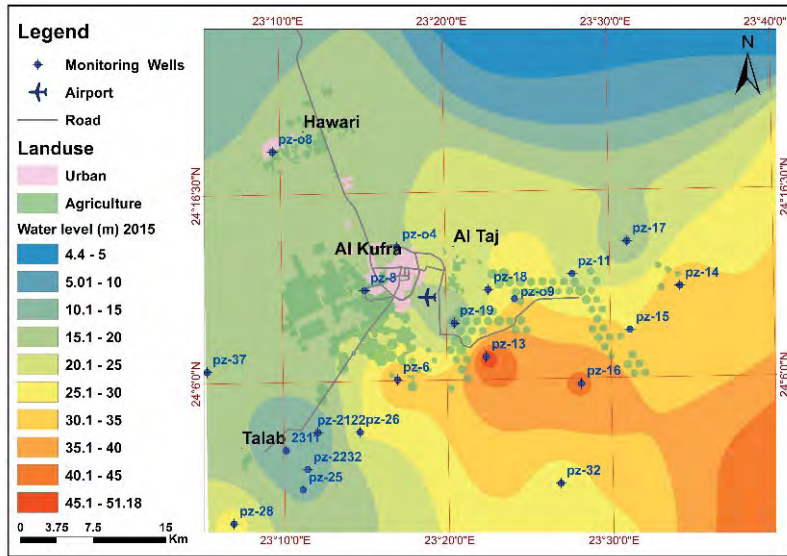 Legend
Monitoring Wells
Airport
Road
Landuse
Urban
Agriculture
Water level (m) 2015
4.4 - 5
5.01 - 10
10.1 - 15
15.1 - 20
20.1 - 25
25.1 - 30
30.1 - 35
35.1 - 40
40.1 - 45
45.1 - 51.18
0 3.75 7.5 15
Km
23°10'0"E 23°20'0"E 23°30'0"E 23°40'0"E
N
Hawari
pz-o8
24°16'30"N 24°16'30"N
pz-17
pz-o4 Al Taj
Al Kufra
pz-11
pz-8 pz-18 pz-14
pz-o9
pz-19 pz-15
pz-13
pz-37 pz-6 pz-16
24°6'0"N 24°6'0"N
pz-2122 pz-26
Talab 2311
pz-2232
pz-25 pz-32
pz-28
23°10'0"E 23°20'0"E 23°30'0"E